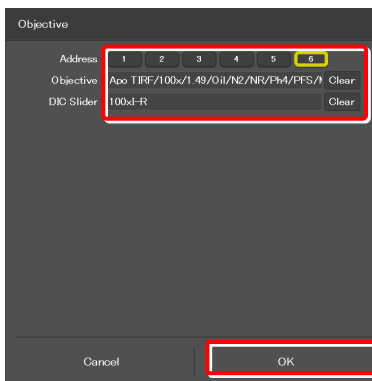 Objective
Address 1 2 3 4 5 6
Objective Apo TIRF/100x/1.49/Oil/N2/NR/Ph4/PFS/ Clear
DIC Slider 100xI-R Clear
Cancel OK